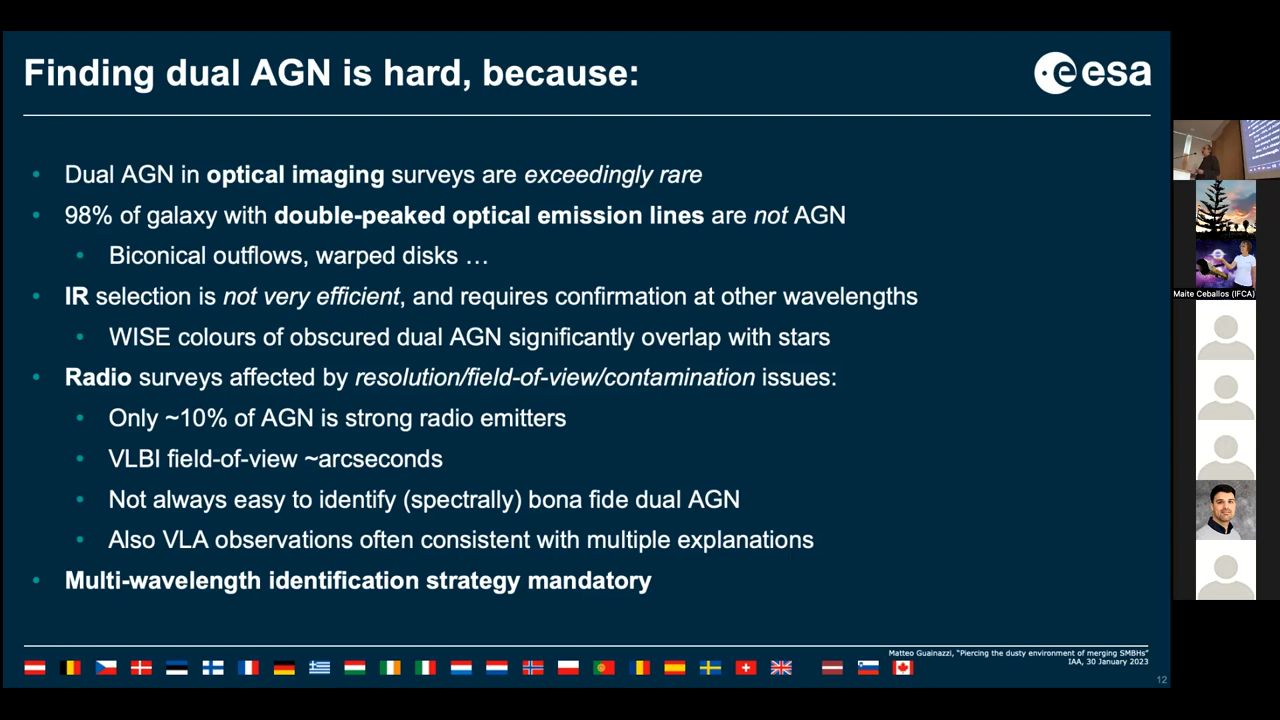 Finding dual AGN is hard, because:
esa
Dual AGN in optical imaging surveys are exceedingly rare
98% of galaxy with double-peaked optical emission lines are not AGN
Biconical outflows, warped disks …
IR selection is not very efficient, and requires confirmation at other wavelengths
WISE colours of obscured dual AGN significantly overlap with stars
Radio surveys affected by resolution/field-of-view/contamination issues:
Only ~10% of AGN is strong radio emitters
VLBI field-of-view ~arcseconds
Not always easy to identify (spectrally) bona fide dual AGN
Also VLA observations often consistent with multiple explanations
Multi-wavelength identification strategy mandatory
Matteo Guainazzi, "Piercing the dusty environment of merging SMBHs"
IAA, 30 January 2023
12
Maite Ceballos (IFCA)